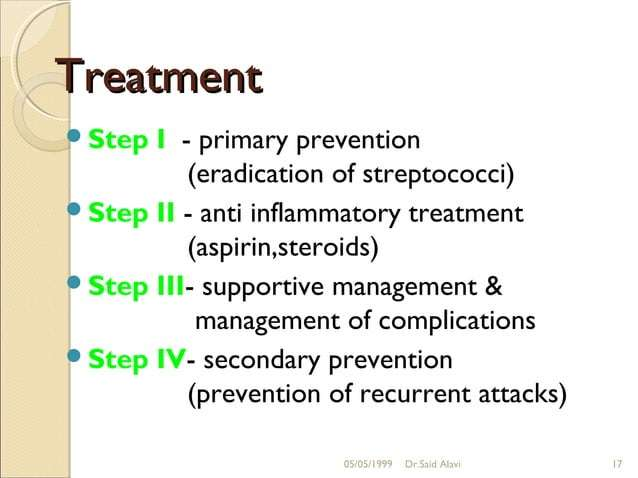 Treatment
Step I - primary prevention
(eradication of streptococci)
Step II - anti inflammatory treatment
(aspirin,steroids)
Step III- supportive management &
management of complications
Step IV- secondary prevention
(prevention of recurrent attacks)
05/05/1999 Dr.Said Alavi 17